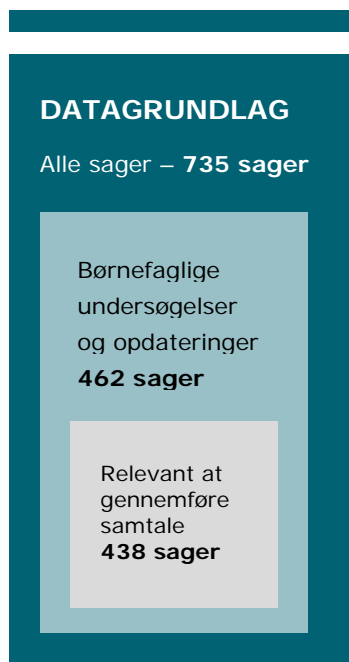 DATAGRUNDLAG
Alle sager – 735 sager
Børnefaglige
undersøgelser
og opdateringer
462 sager
Relevant at
gennemføre
samtale
438 sager